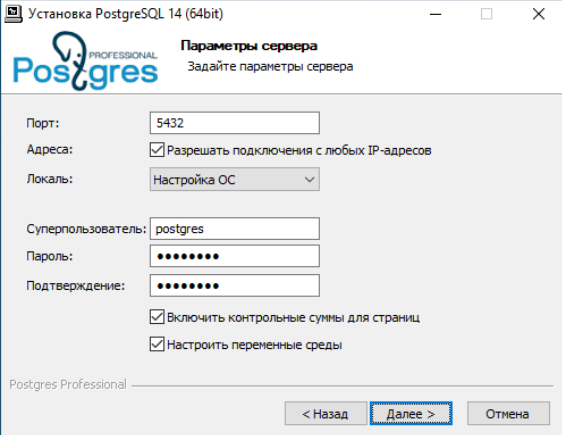 Установка PostgreSQL 14 (64bit)
PROFESSIONAL
Postgres
Параметры сервера
Задайте параметры сервера
Порт: 5432
Адреса: Разрешать подключения с любых IP-адресов
Локаль: Настройка ОС
Суперпользователь: postgres
Пароль: ••••••••
Подтверждение: ••••••••
Включить контрольные суммы для страниц
Настроить переменные среды
Postgres Professional
< Назад Далее > Отмена